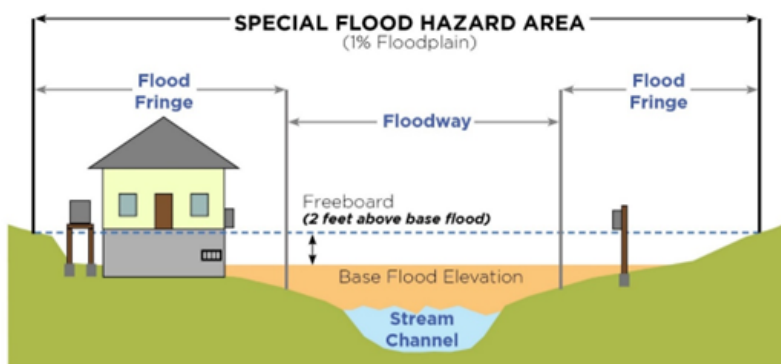 SPECIAL FLOOD HAZARD AREA
(1% Floodplain)
Flood
Fringe
Floodway
Flood
Fringe
Freeboard
(2 feet above base flood)
Base Flood Elevation
Stream
Channel